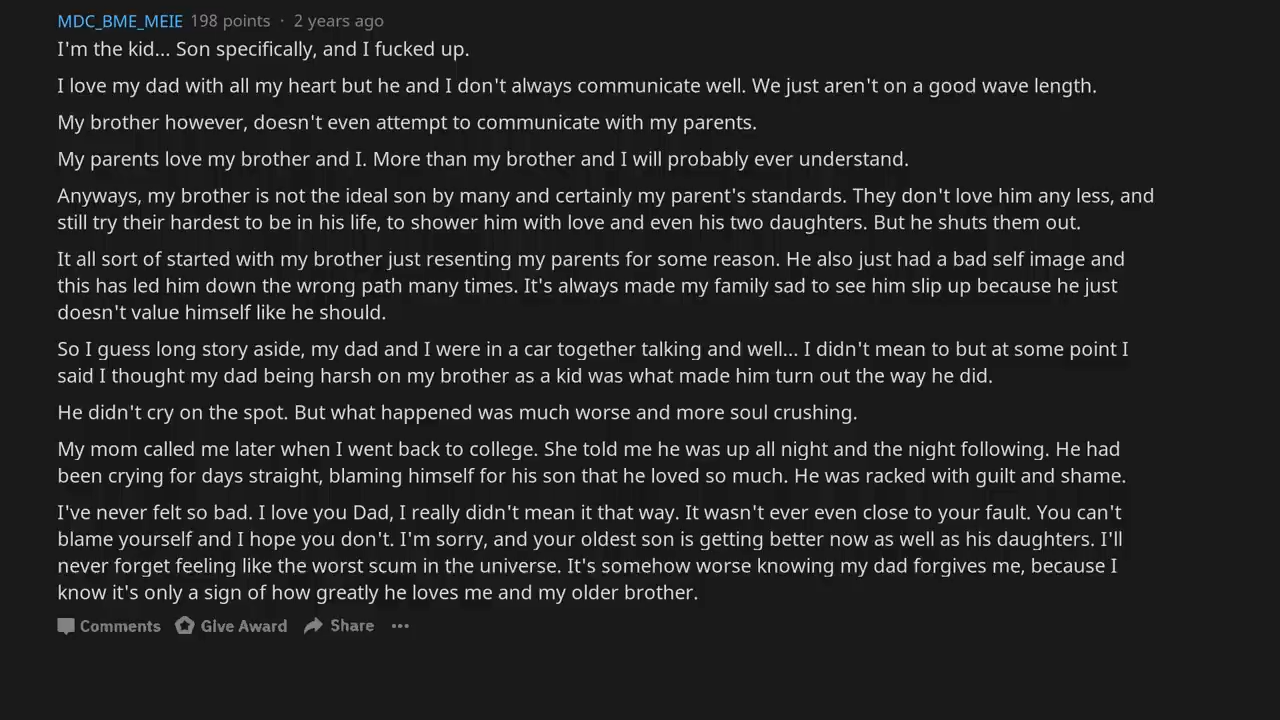 MDC_BME_MEIE 198 points · 2 years ago
I'm the kid... Son specifically, and I fucked up.
I love my dad with all my heart but he and I don't always communicate well. We just aren't on a good wave length.
My brother however, doesn't even attempt to communicate with my parents.
My parents love my brother and I. More than my brother and I will probably ever understand.
Anyways, my brother is not the ideal son by many and certainly my parent's standards. They don't love him any less, and
still try their hardest to be in his life, to shower him with love and even his two daughters. But he shuts them out.
It all sort of started with my brother just resenting my parents for some reason. He also just had a bad self image and
this has led him down the wrong path many times. It's always made my family sad to see him slip up because he just
doesn't value himself like he should.
So I guess long story aside, my dad and I were in a car together talking and well... I didn't mean to but at some point I
said I thought my dad being harsh on my brother as a kid was what made him turn out the way he did.
He didn't cry on the spot. But what happened was much worse and more soul crushing.
My mom called me later when I went back to college. She told me he was up all night and the night following. He had
been crying for days straight, blaming himself for his son that he loved so much. He was racked with guilt and shame.
I've never felt so bad. I love you Dad, I really didn't mean it that way. It wasn't ever even close to your fault. You can't
blame yourself and I hope you don't. I'm sorry, and your oldest son is getting better now as well as his daughters. I'll
never forget feeling like the worst scum in the universe. It's somehow worse knowing my dad forgives me, because I
know it's only a sign of how greatly he loves me and my older brother.
Comments Give Award Share ···